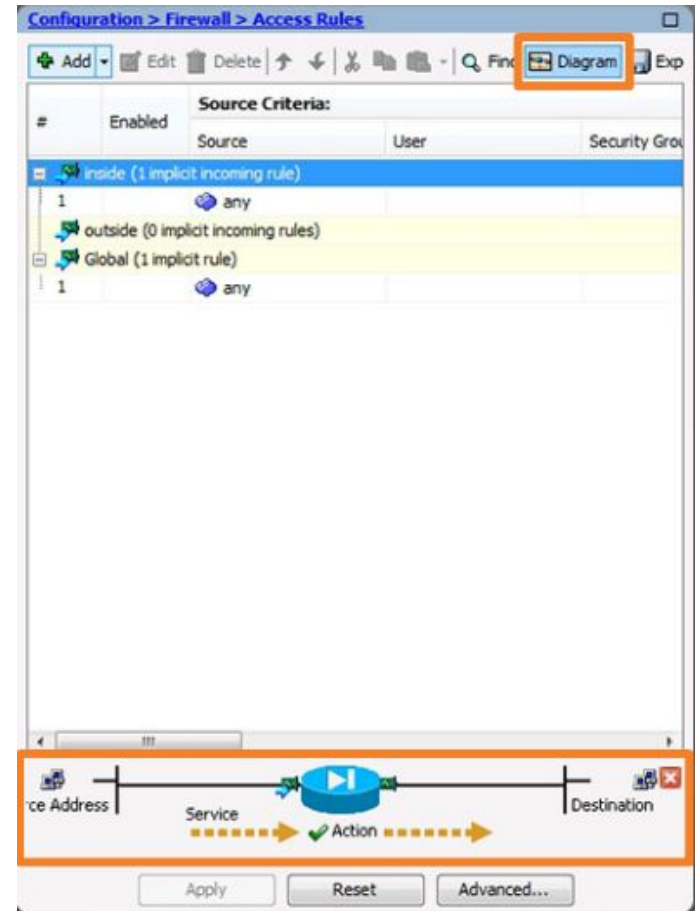 Configuration > Firewall > Access Rules
Add Edit Delete Find Diagram Exp
# Enabled Source Criteria:
Source User Security Grou
inside (1 implicit incoming rule)
1 any
outside (0 implicit incoming rules)
Global (1 implicit rule)
1 any
ce Address Service Action Destination
Apply Reset Advanced...